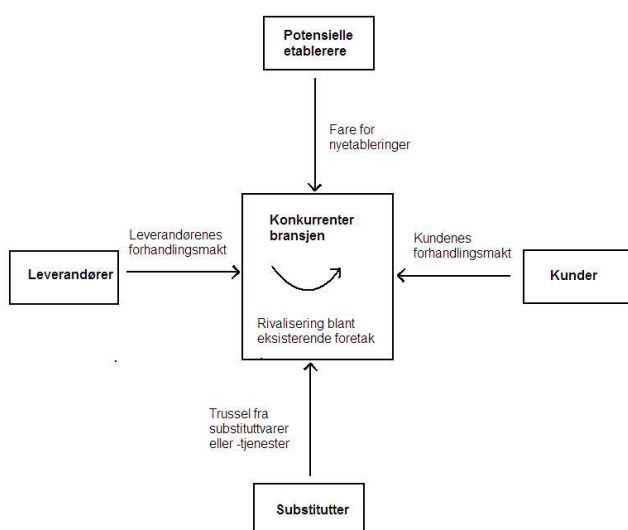 Potensielle
etablerere
Fare for
nyetableringer
Leverandørenes
forhandlingsmakt
Leverandører
Konkurrenter
bransjen
Rivalisering blant
eksisterende foretak
Kundenes
forhandlingsmakt
Kunder
Trussel fra
substituttvarer
eller -tjenester
Substitutter